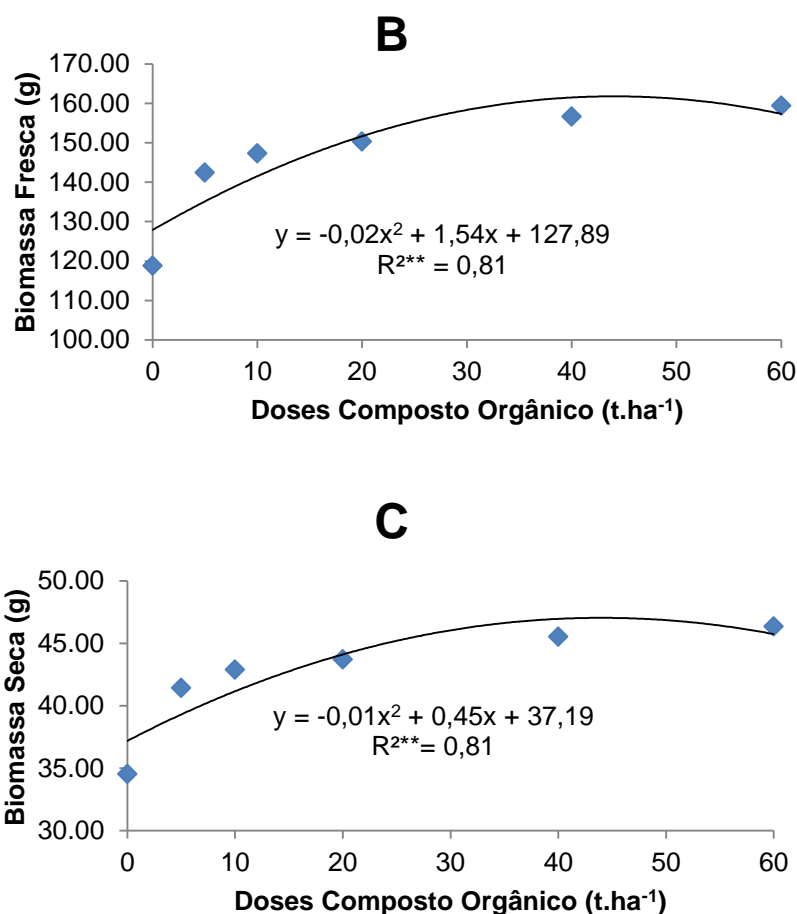 B
170.00
160.00
150.00
140.00
130.00
120.00
110.00
100.00
Biomassa Fresca (g)
y = -0,02x² + 1,54x + 127,89
R²** = 0,81
0 10 20 30 40 50 60
Doses Composto Orgânico (t.ha⁻¹)
C
50.00
45.00
40.00
35.00
30.00
Biomassa Seca (g)
y = -0,01x² + 0,45x + 37,19
R²**= 0,81
0 10 20 30 40 50 60
Doses Composto Orgânico (t.ha⁻¹)